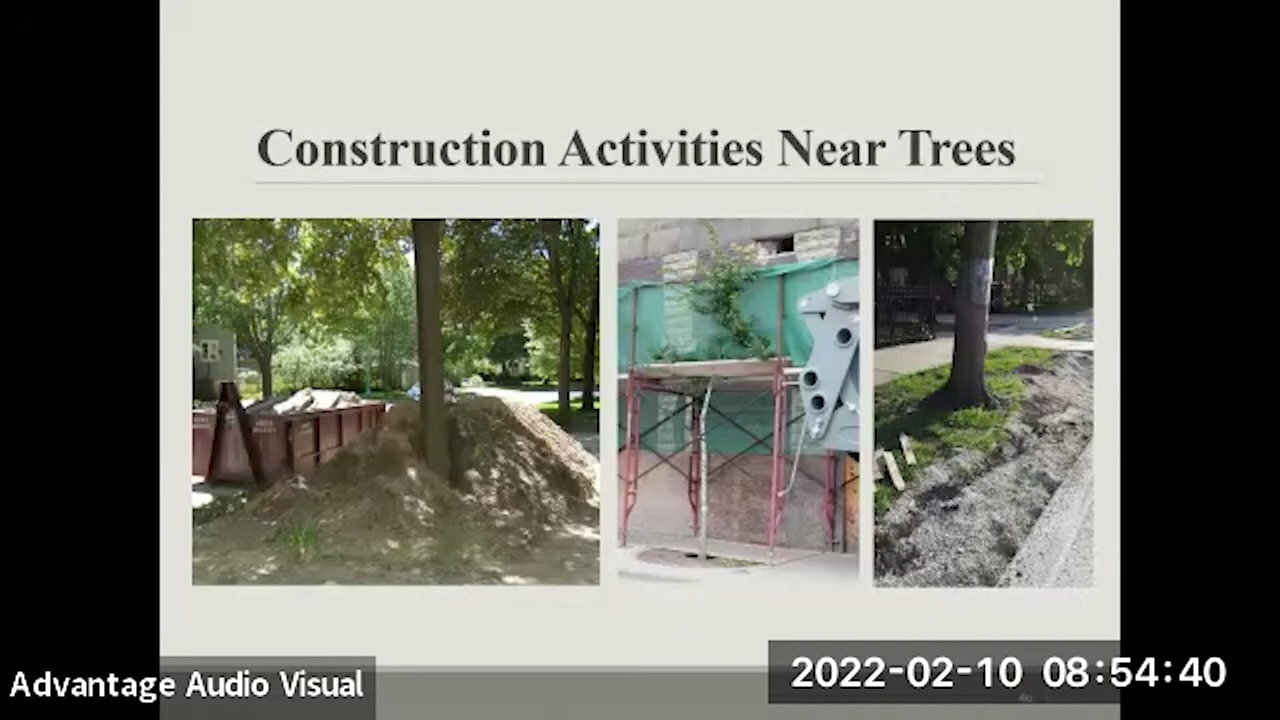 Construction Activities Near Trees
Advantage Audio Visual
2022-02-10 08:54:40